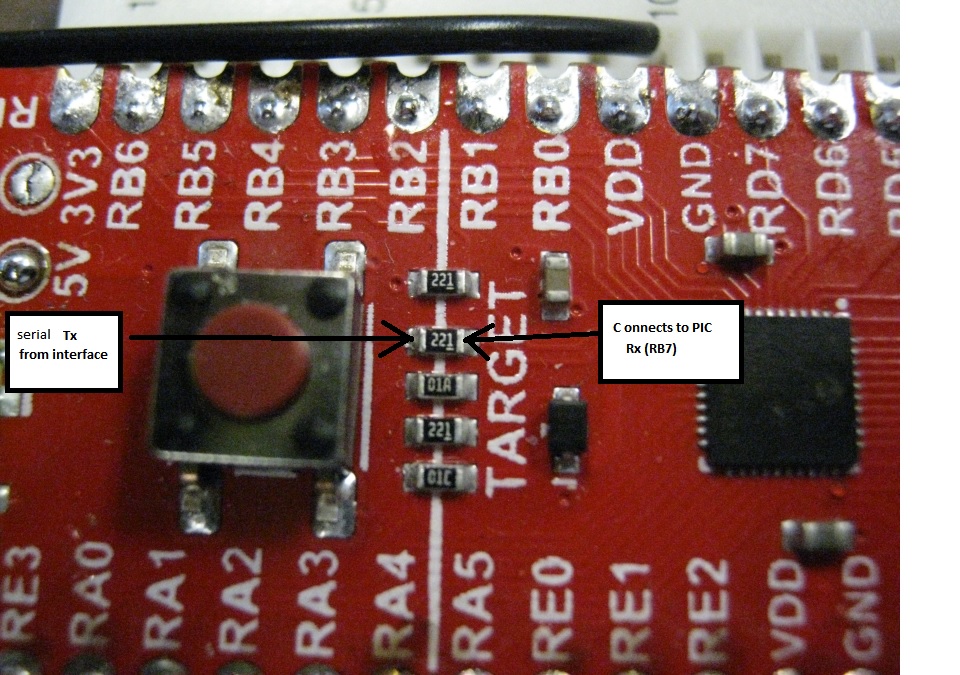 10
3V3
RB6
RB5
RB4
RB3
RB2
RB1
RB0
VDD
GND
RD7
RD6
5V
221
serial Tx
from interface
221
C onnects to PIC
Rx (RB7)
01A
221
01C
TARGET
RE3
RA0
RA1
RA2
RA3
RA4
RA5
RE0
RE1
RE2
VDD
GND